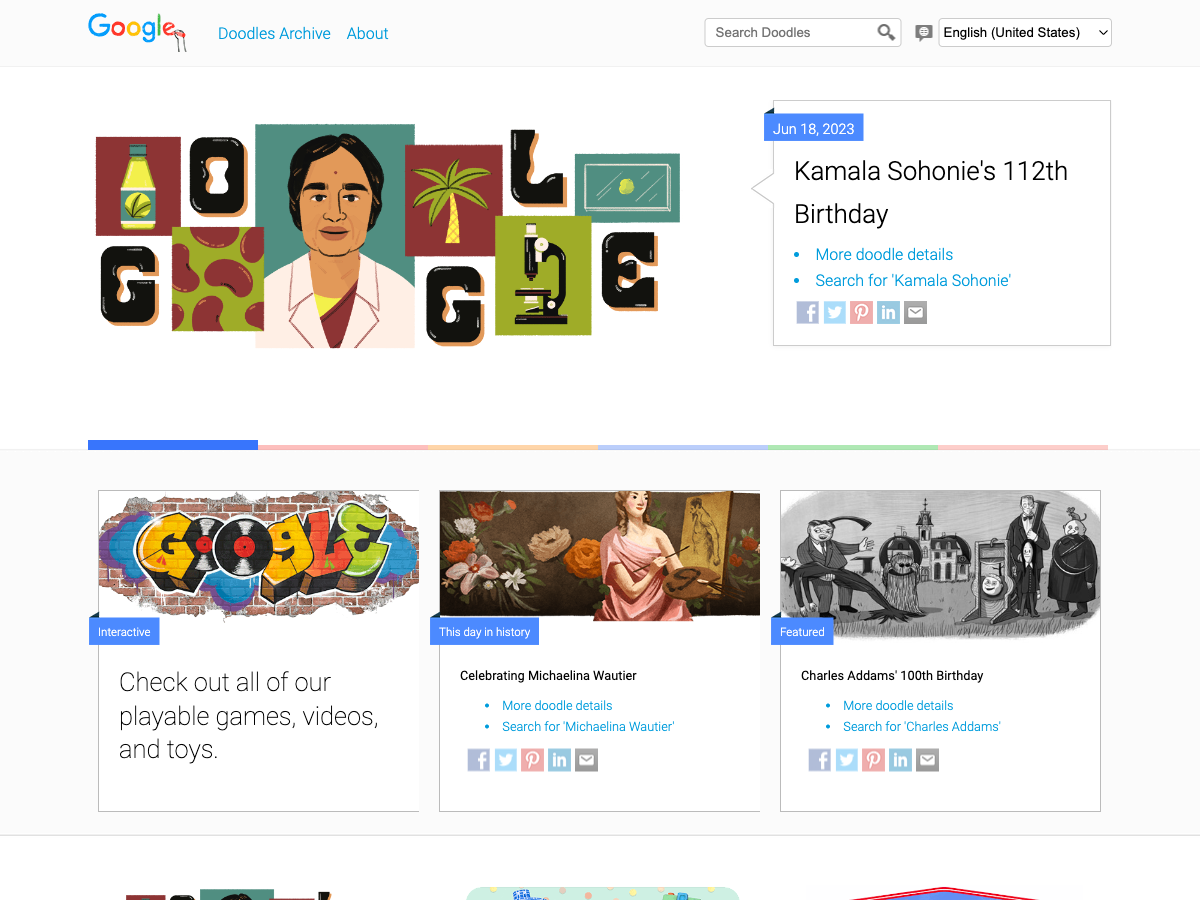 Google
Doodles Archive
About
Search Doodles
English (United States)
Jun 18, 2023
Kamala Sohonie's 112th
Birthday
More doodle details
Search for 'Kamala Sohonie'
O
L
G
G
E
GOOGLE
Interactive
Check out all of our
playable games, videos,
and toys.
This day in history
Celebrating Michaelina Wautier
More doodle details
Search for 'Michaelina Wautier'
Featured
Charles Addams' 100th Birthday
More doodle details
Search for 'Charles Addams'